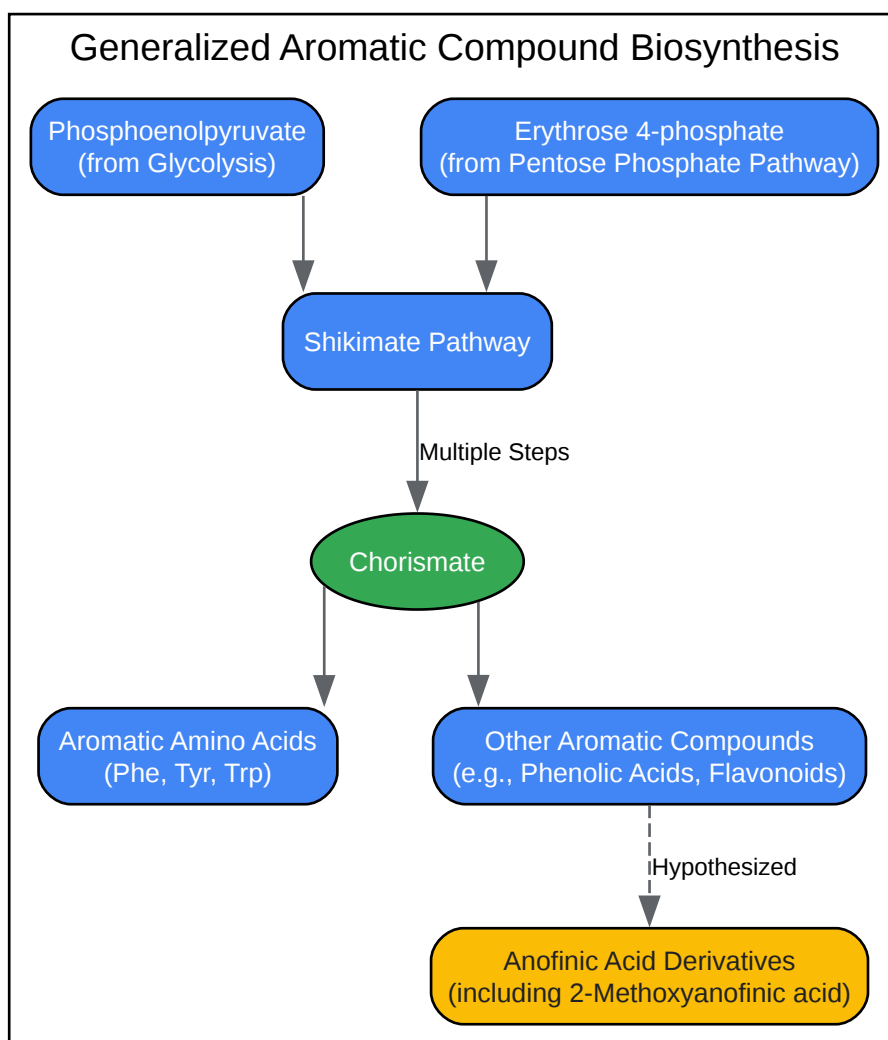 Generalized Aromatic Compound Biosynthesis
Phosphoenolpyruvate
(from Glycolysis)
Erythrose 4-phosphate
(from Pentose Phosphate Pathway)
Shikimate Pathway
Multiple Steps
Chorismate
Aromatic Amino Acids
(Phe, Tyr, Trp)
Other Aromatic Compounds
(e.g., Phenolic Acids, Flavonoids)
Hypothesized
Anofinic Acid Derivatives
(including 2-Methoxyanofinic acid)